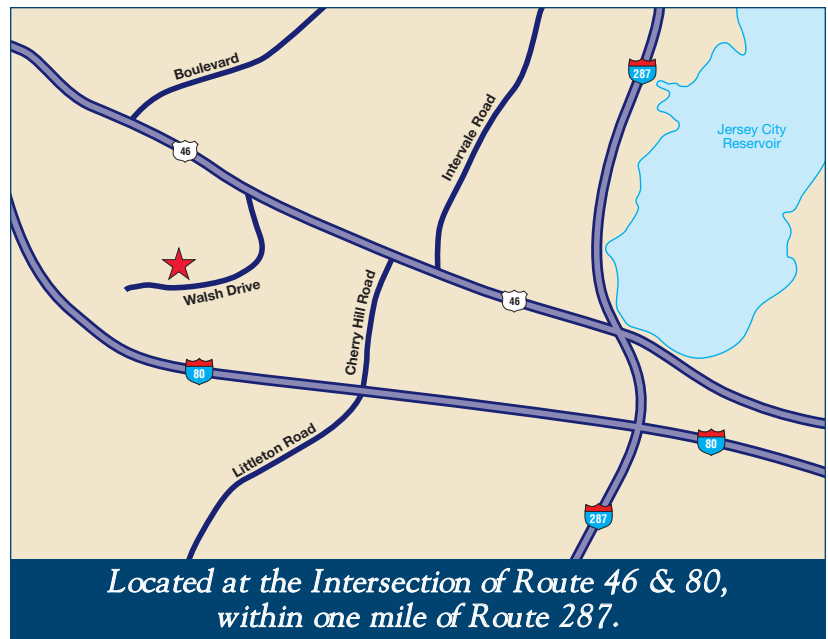 Boulevard
287
Intervale Road
Jersey City
Reservoir
46
Walsh Drive
Cherry Hill Road
46
80
Littleton Road
80
287
Located at the Intersection of Route 46 & 80,
within one mile of Route 287.